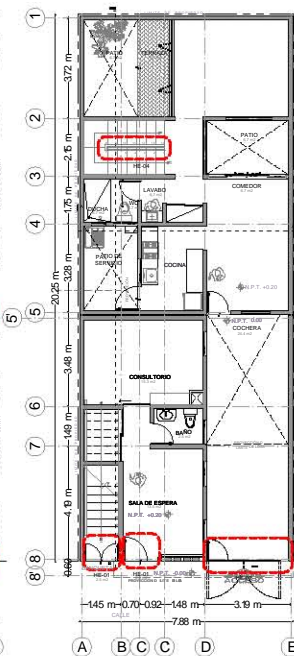 1
PATIO
3.72 m
2
HE-04
2.15 m
PATIO
3
LAVABO
COMEDOR
DUCHA
1.75 m
4
COCINA
PATIO DE
SERVICIO
3.28 m
20.25 m
N.P.T. +0.20
5'
5
N.P.T. 0.00
COCHERA
3.48 m
CONSULTORIO
6
1.49 m
BAÑO
7
4.19 m
SALA DE ESPERA
N.P.T. +0.20
8
8'
0.60
HE-01
HE-01
ACCESO
1.45 m
0.70
0.92
1.48 m
3.19 m
CALLE
7.88 m
A
B
C
C
D
E